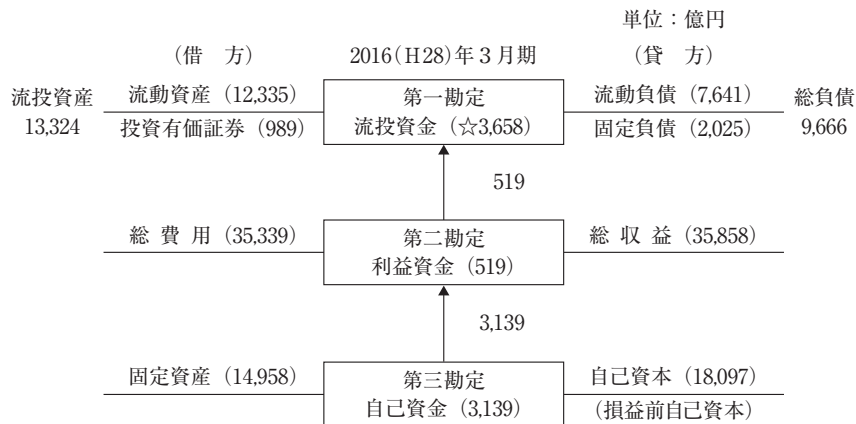 単位:億円
(借 方) 2016(H28)年3月期 (貸 方)
流投資産 流動資産(12,335) 第一勘定 流動負債(7,641) 総負債
13,324 投資有価証券(989) 流投資金(☆3,658) 固定負債(2,025) 9,666
519
総 費 用(35,339) 第二勘定 総 収 益(35,858)
利益資金(519)
3,139
固定資産(14,958) 第三勘定 自己資本(18,097)
自己資金(3,139) (損益前自己資本)